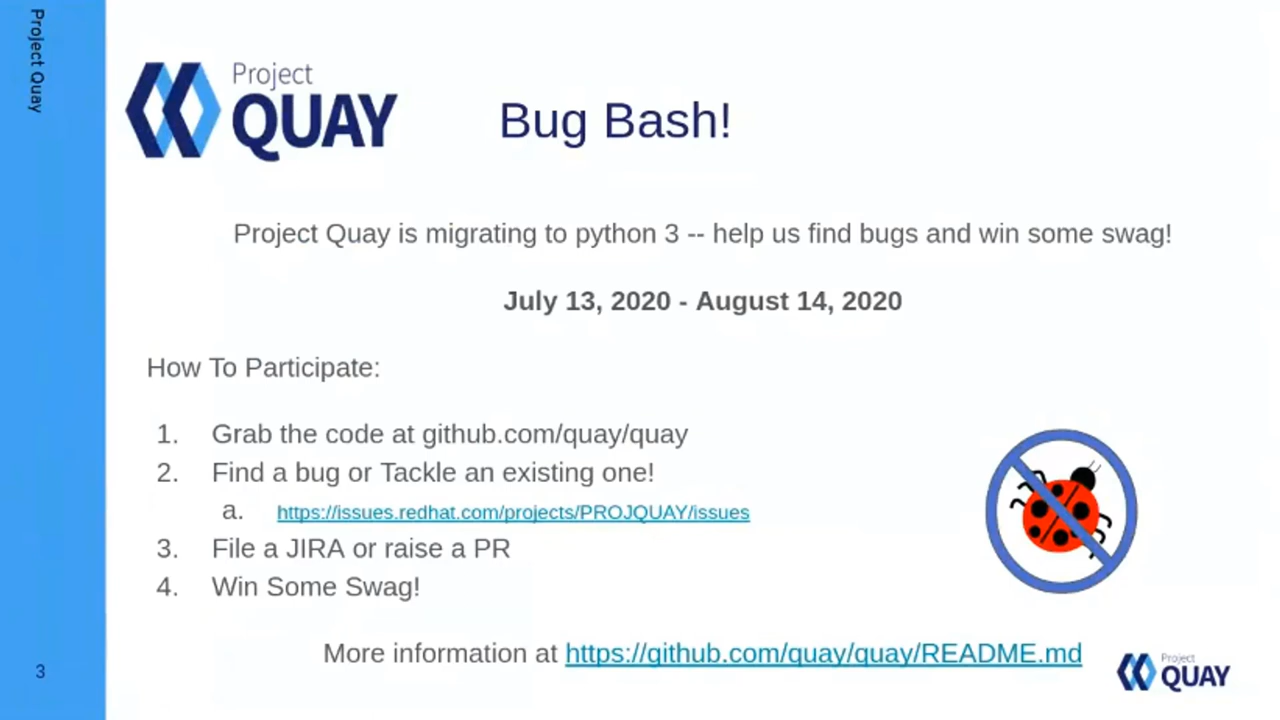 Project Quay
Project
QUAY
Bug Bash!
Project Quay is migrating to python 3 -- help us find bugs and win some swag!
July 13, 2020 - August 14, 2020
How To Participate:
1. Grab the code at github.com/quay/quay
2. Find a bug or Tackle an existing one!
a. https://issues.redhat.com/projects/PROJQUAY/issues
3. File a JIRA or raise a PR
4. Win Some Swag!
More information at https://github.com/quay/quay/README.md
3
Project
QUAY